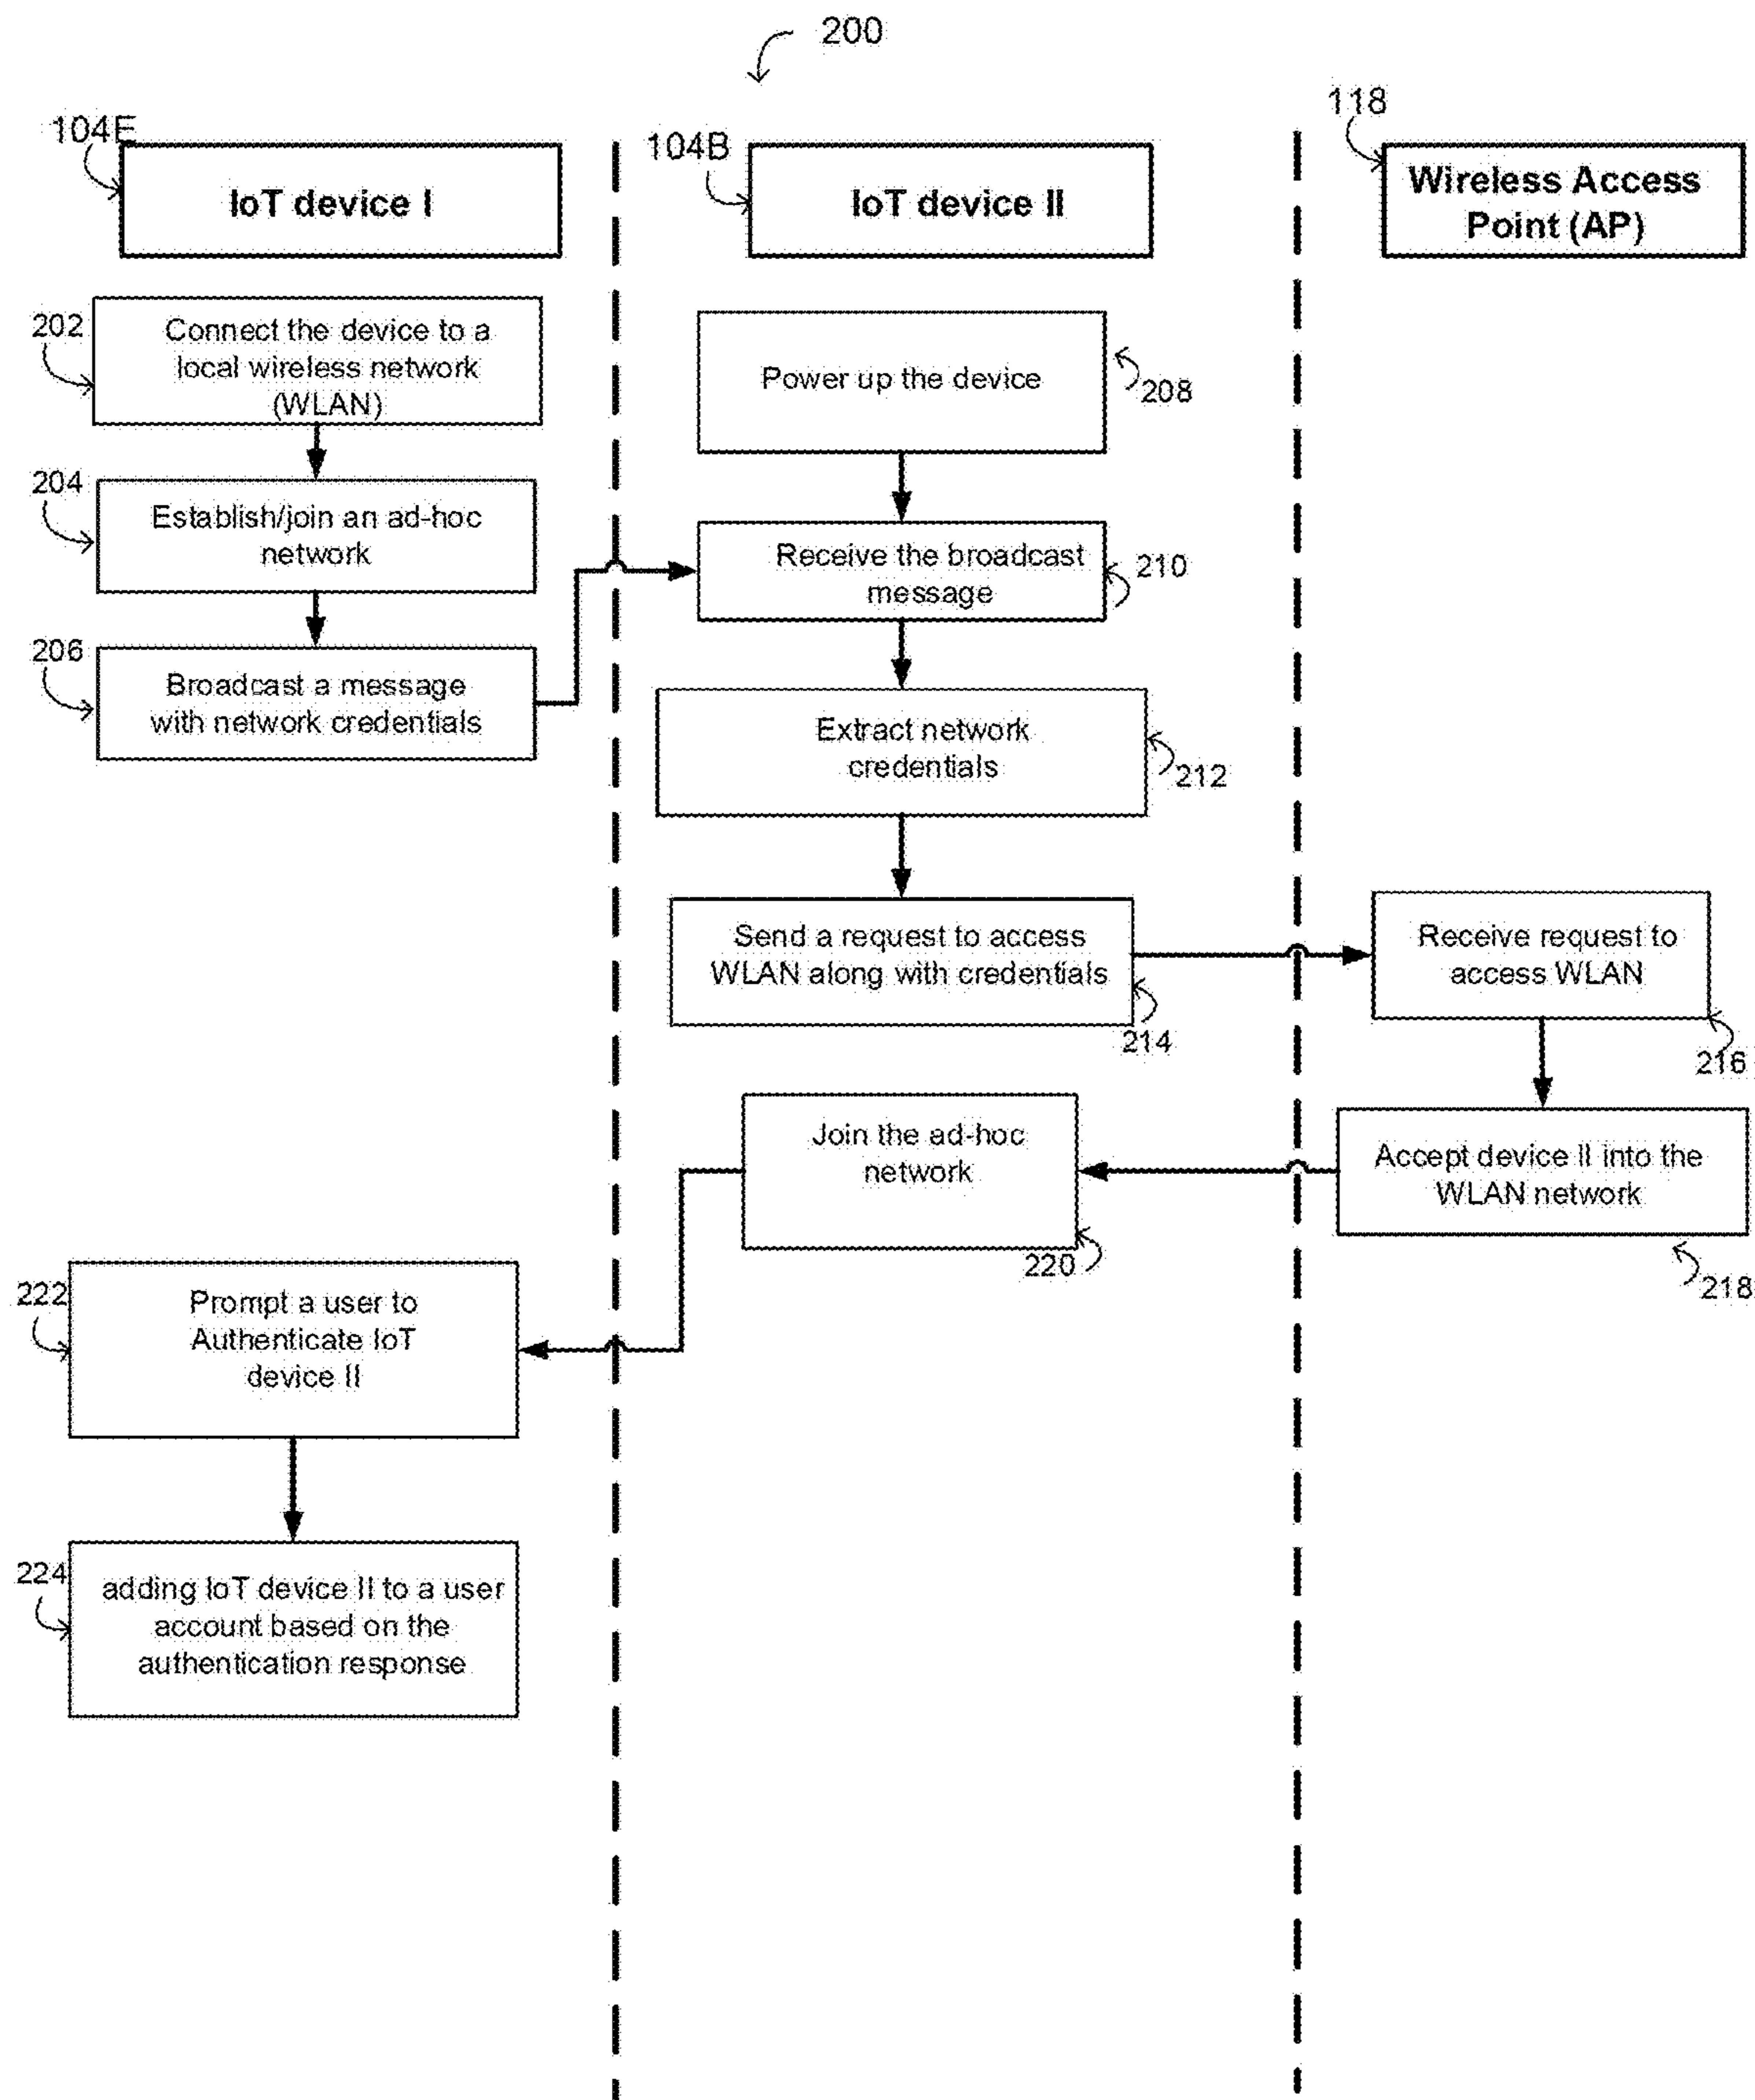 200
104E
IoT device I
104B
IoT device II
118
Wireless Access
Point (AP)
202
Connect the device to a
local wireless network
(WLAN)
204
Establish/join an ad-hoc
network
206
Broadcast a message
with network credentials
Power up the device
208
Receive the broadcast
message
210
Extract network
credentials
212
Send a request to access
WLAN along with credentials
214
Receive request to
access WLAN
216
Accept device II into the
WLAN network
218
Join the ad-hoc
network
220
222
Prompt a user to
Authenticate IoT
device II
224
adding IoT device II to a user
account based on the
authentication response